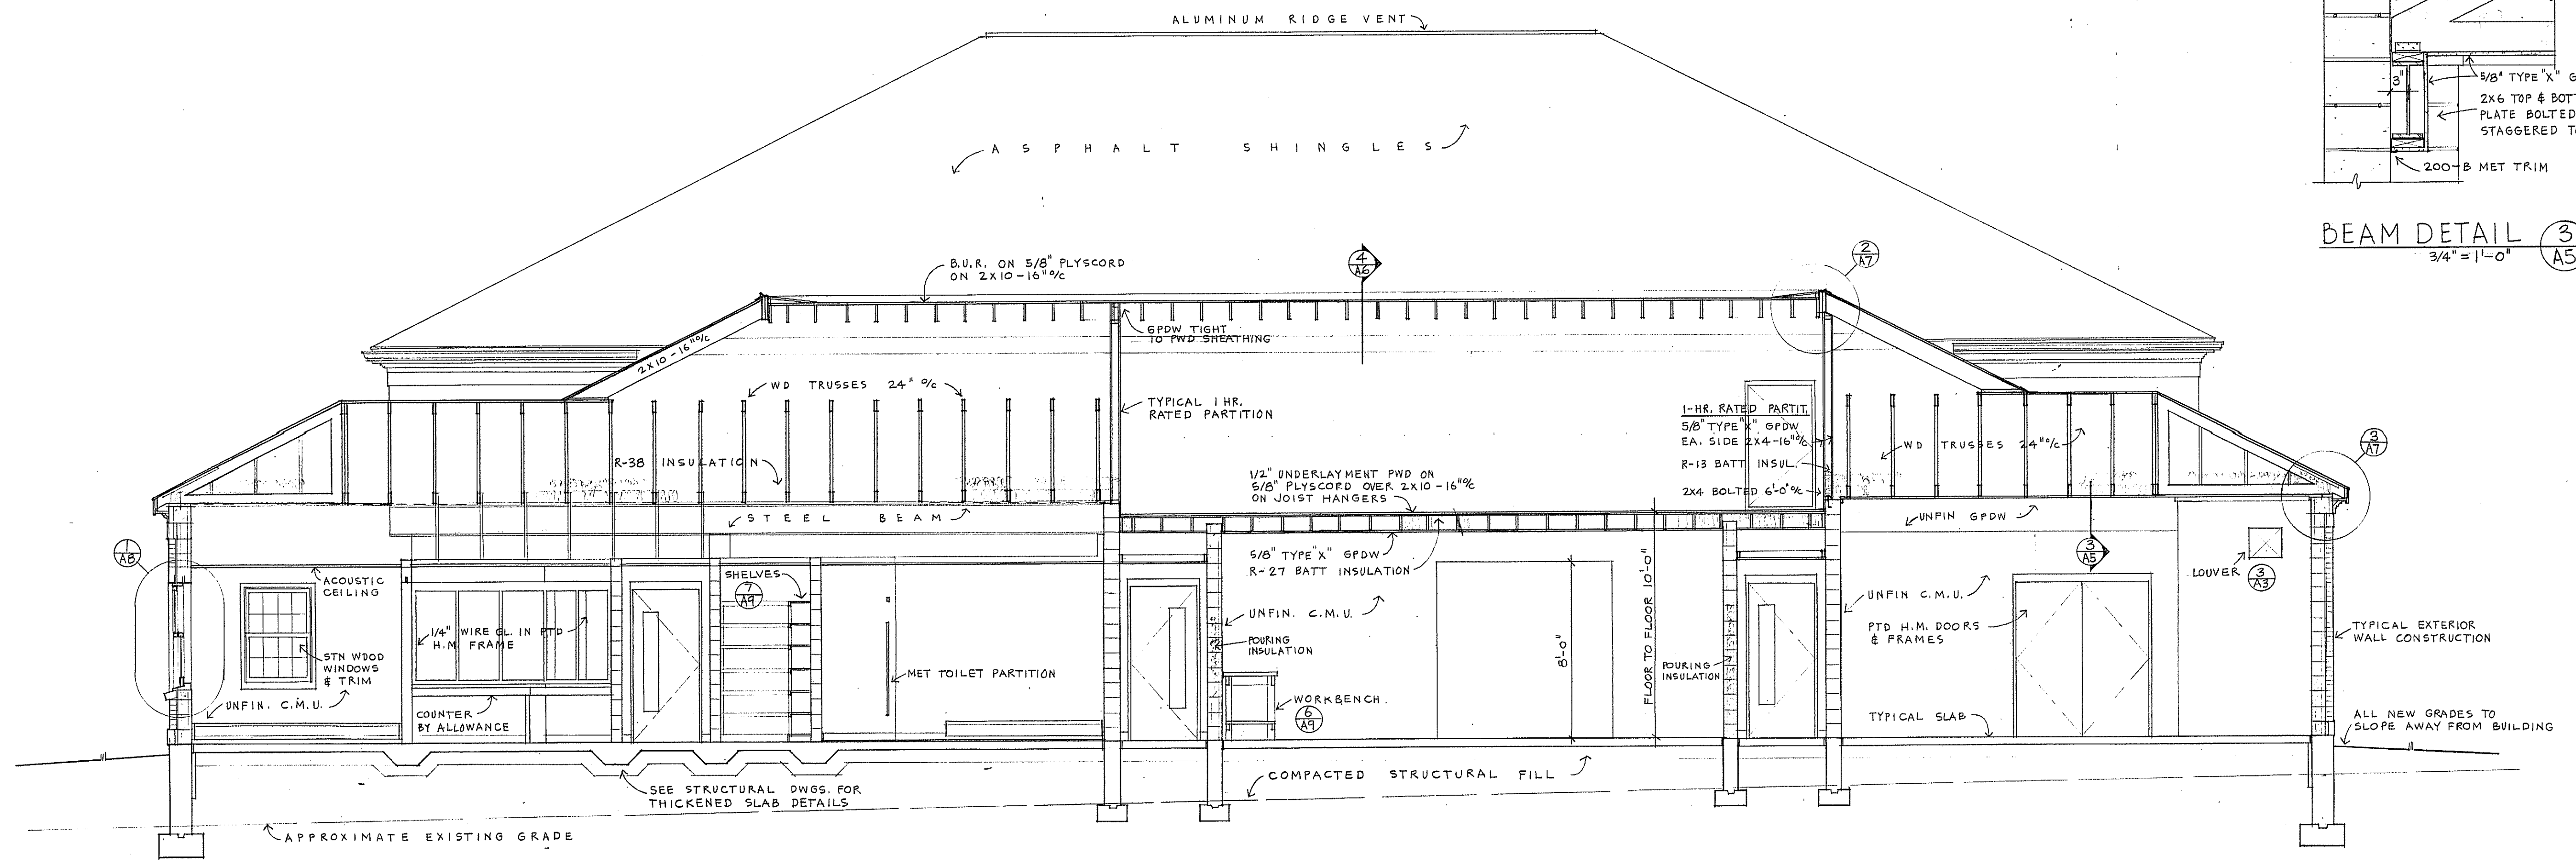 ALUMINUM RIDGE VENT
ASPHALT SHINGLES
B.U.R. ON 5/8" PLYSCORD
ON 2X10-16"O/C
4
A6
2
A7
GPDW TIGHT
TO PWD SHEATHING
2X10-16"O/C
WD TRUSSES 24" O/C
TYPICAL 1 HR.
RATED PARTITION
1-HR. RATED PARTIT.
5/8" TYPE "X" GPDW
EA. SIDE 2X4-16"O/C
R-13 BATT INSUL.
2X4 BOLTED 6'-0" O/C
WD TRUSSES 24" O/C
3
A7
R-38 INSULATION
1/2" UNDERLAYMENT PWD ON
5/8" PLYSCORD OVER 2X10-16"O/C
ON JOIST HANGERS
STEEL BEAM
UNFIN GPDW
1
A8
ACOUSTIC
CEILING
SHELVES
7
A9
5/8" TYPE "X" GPDW
R-27 BATT INSULATION
3
A5
LOUVER
3
A3
1/4" WIRE GL. IN PTD
H.M. FRAME
STN WOOD
WINDOWS
& TRIM
UNFIN. C.M.U.
COUNTER
BY ALLOWANCE
MET TOILET PARTITION
UNFIN. C.M.U.
POURING
INSULATION
WORKBENCH
6
A9
8'-0"
FLOOR TO FLOOR 10'-0"
POURING
INSULATION
UNFIN C.M.U.
PTD H.M. DOORS
& FRAMES
TYPICAL SLAB
TYPICAL EXTERIOR
WALL CONSTRUCTION
ALL NEW GRADES TO
SLOPE AWAY FROM BUILDING
SEE STRUCTURAL DWGS. FOR
THICKENED SLAB DETAILS
COMPACTED STRUCTURAL FILL
APPROXIMATE EXISTING GRADE
3"
5/8" TYPE "X" G
2X6 TOP & BOTT
PLATE BOLTED
STAGGERED T
200-B MET TRIM
BEAM DETAIL 3
3/4" = 1'-0" A5